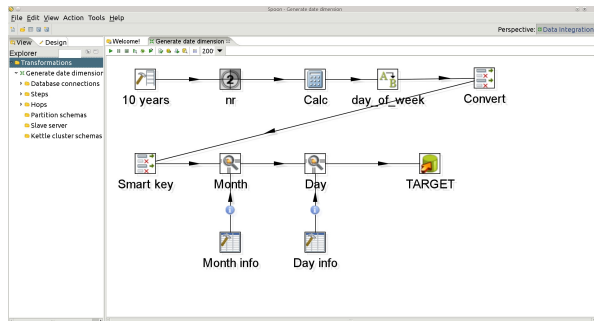 Spoon - Generate date dimension
File Edit View Action Tools Help
Perspective: Data Integration
View Design
Welcome! Generate date dimension
Explorer
200
Transformations
Generate date dimension
Database connections
Steps
Hops
Partition schemas
Slave server
Kettle cluster schemas
10 years nr Calc day_of_week Convert
Smart key Month Day TARGET
Month info Day info